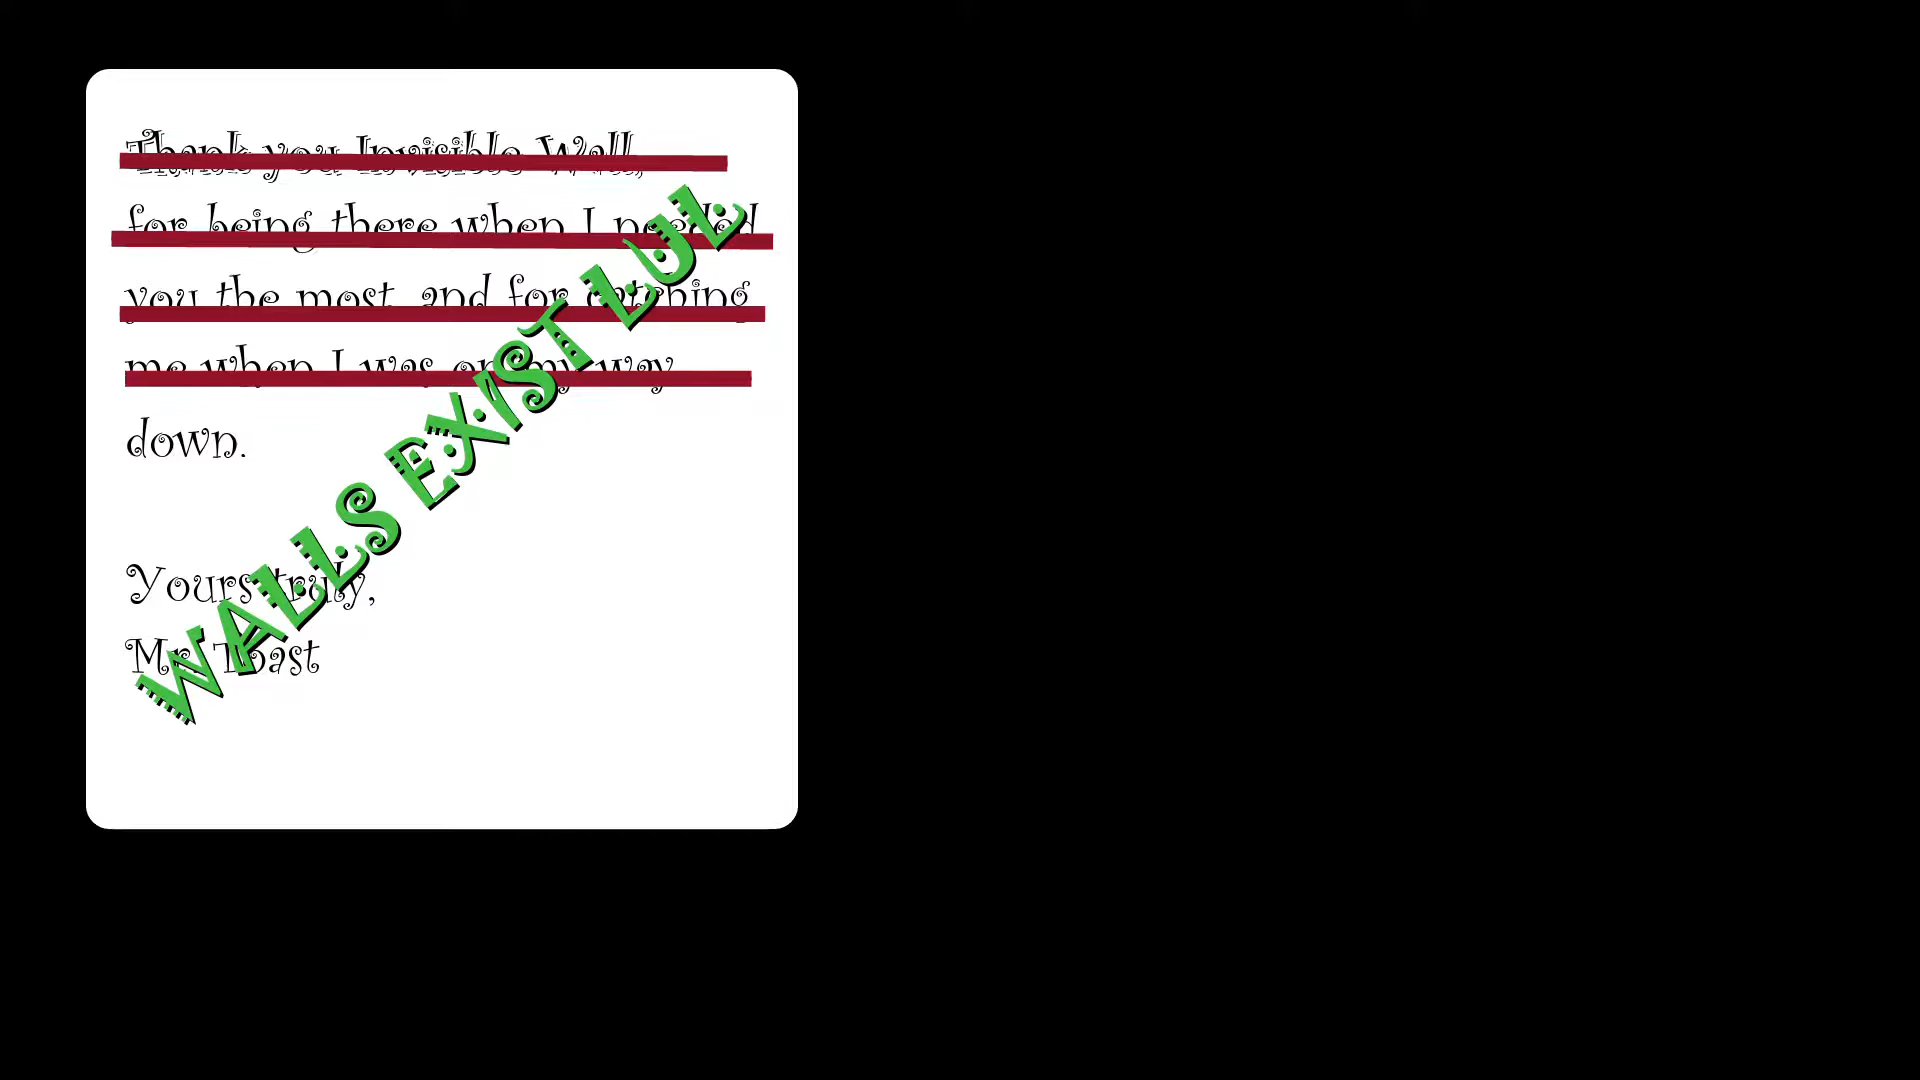 Thank you Invisible Wall,
for being there when I needed
you the most, and for catching
me when I was on my way
down.
Yours truly,
Mr. Toast
WALLS EXIST LUL